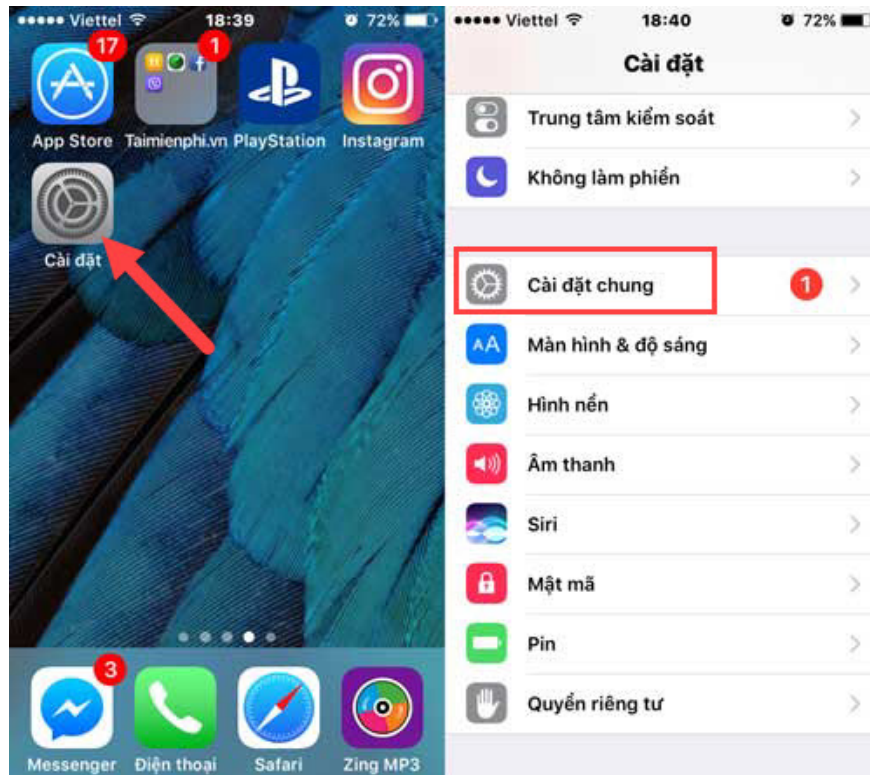 Viettel 18:39 72%
17 1
App Store Taimienphi.vn PlayStation Instagram
Cài đặt
3
Messenger Điện thoại Safari Zing MP3
Viettel 18:40 72%
Cài đặt
Trung tâm kiểm soát
Không làm phiền
Cài đặt chung 1
AA Màn hình & độ sáng
Hình nền
Âm thanh
Siri
Mật mã
Pin
Quyền riêng tư